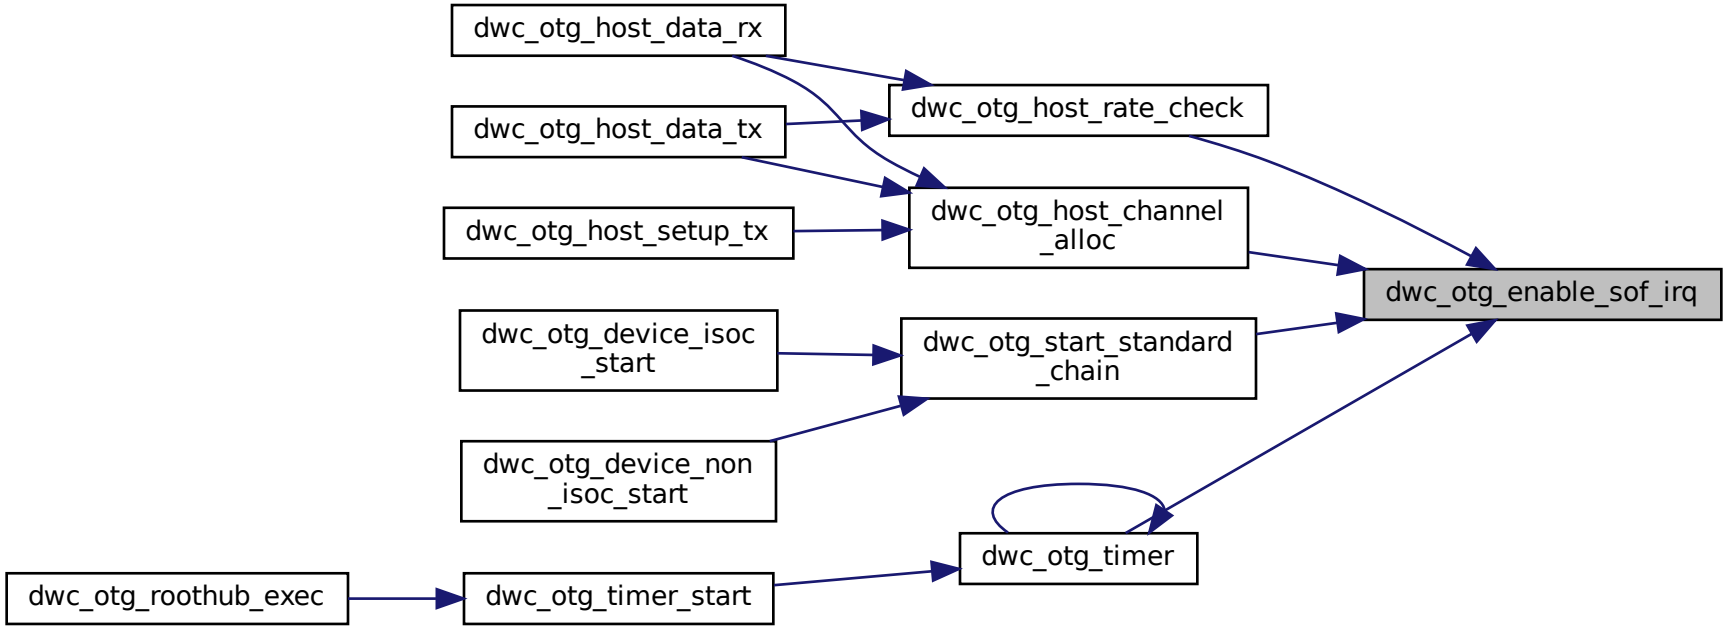 dwc_otg_host_data_rx
dwc_otg_host_rate_check
dwc_otg_host_data_tx
dwc_otg_host_channel
_alloc
dwc_otg_host_setup_tx
dwc_otg_enable_sof_irq
dwc_otg_device_isoc
_start
dwc_otg_start_standard
_chain
dwc_otg_device_non
_isoc_start
dwc_otg_timer
dwc_otg_roothub_exec
dwc_otg_timer_start